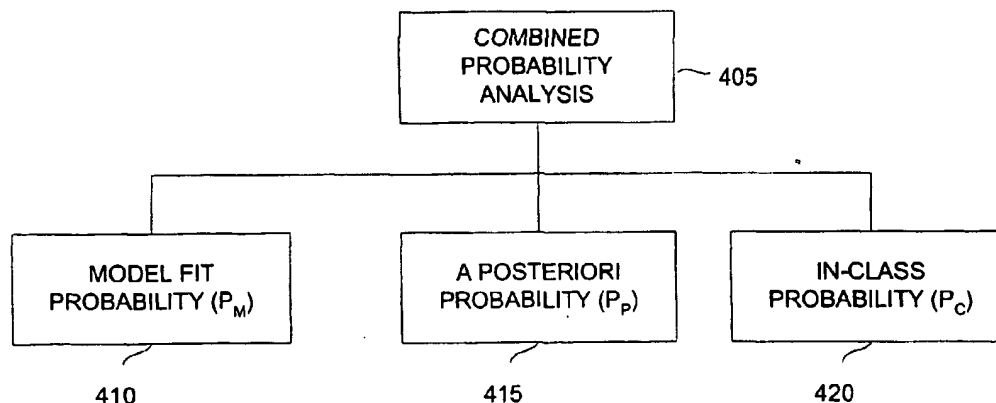 COMBINED
PROBABILITY
ANALYSIS
405
MODEL FIT
PROBABILITY (P_M)
A POSTERIORI
PROBABILITY (P_P)
IN-CLASS
PROBABILITY (P_C)
410
415
420